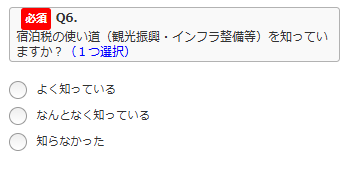 必須 Q6.
宿泊税の使い道（観光振興・インフラ整備等）を知ってい
ますか？（１つ選択）
よく知っている
なんとなく知っている
知らなかった